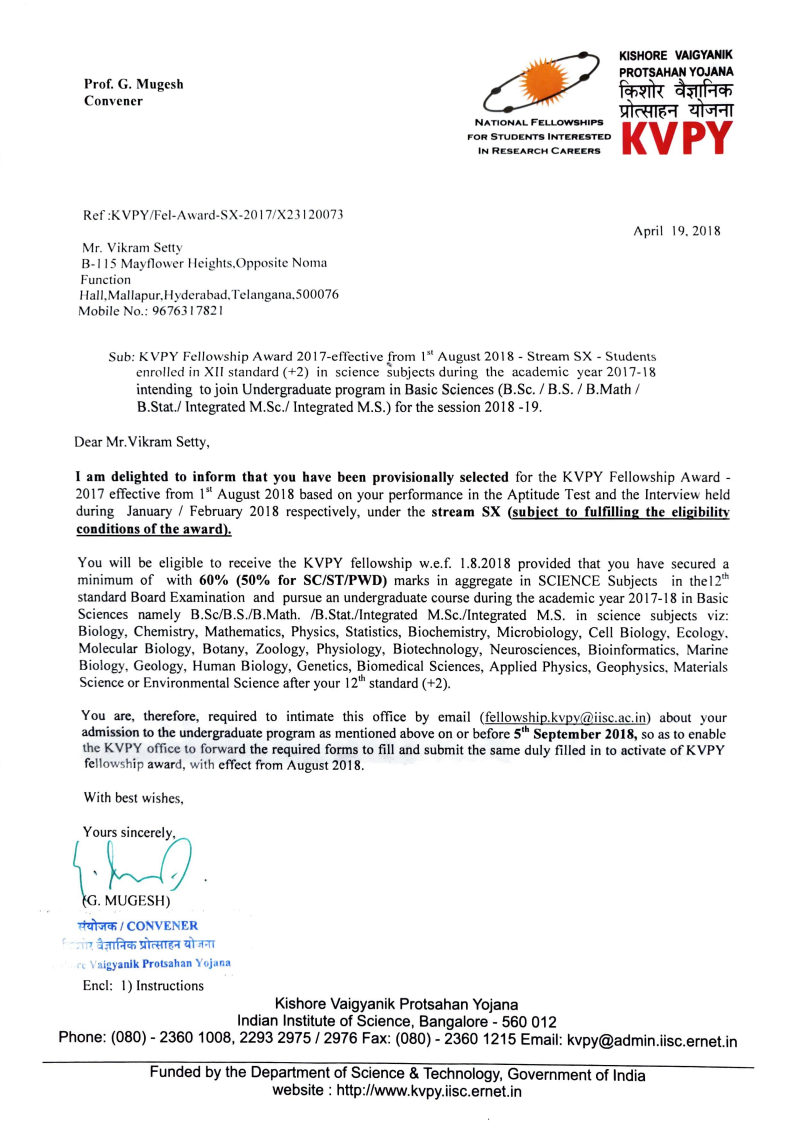 Prof. G. Mugesh
Convener
NATIONAL FELLOWSHIPS
FOR STUDENTS INTERESTED
IN RESEARCH CAREERS
KISHORE VAIGYANIK
PROTSAHAN YOJANA
किशोर वैज्ञानिक
प्रोत्साहन योजना
KVPY
Ref :KVPY/Fel-Award-SX-2017/X23120073
April 19, 2018
Mr. Vikram Setty
B-115 Mayflower Heights,Opposite Noma
Function
Hall,Mallapur,Hyderabad,Telangana,500076
Mobile No.: 9676317821
Sub: KVPY Fellowship Award 2017-effective from 1st August 2018 - Stream SX - Students
enrolled in XII standard (+2) in science subjects during the academic year 2017-18
intending to join Undergraduate program in Basic Sciences (B.Sc. / B.S. / B.Math /
B.Stat./ Integrated M.Sc./ Integrated M.S.) for the session 2018 -19.
Dear Mr.Vikram Setty,
I am delighted to inform that you have been provisionally selected for the KVPY Fellowship Award -
2017 effective from 1st August 2018 based on your performance in the Aptitude Test and the Interview held
during January / February 2018 respectively, under the stream SX (subject to fulfilling the eligibility
conditions of the award).
You will be eligible to receive the KVPY fellowship w.e.f. 1.8.2018 provided that you have secured a
minimum of with 60% (50% for SC/ST/PWD) marks in aggregate in SCIENCE Subjects in the12th
standard Board Examination and pursue an undergraduate course during the academic year 2017-18 in Basic
Sciences namely B.Sc/B.S./B.Math. /B.Stat./Integrated M.Sc./Integrated M.S. in science subjects viz:
Biology, Chemistry, Mathematics, Physics, Statistics, Biochemistry, Microbiology, Cell Biology, Ecology,
Molecular Biology, Botany, Zoology, Physiology, Biotechnology, Neurosciences, Bioinformatics, Marine
Biology, Geology, Human Biology, Genetics, Biomedical Sciences, Applied Physics, Geophysics, Materials
Science or Environmental Science after your 12th standard (+2).
You are, therefore, required to intimate this office by email (fellowship.kvpy@iisc.ac.in) about your
admission to the undergraduate program as mentioned above on or before 5th September 2018, so as to enable
the KVPY office to forward the required forms to fill and submit the same duly filled in to activate of KVPY
fellowship award, with effect from August 2018.
With best wishes,
Yours sincerely,
(G. MUGESH)
संयोजक / CONVENER
वैज्ञानिक प्रोत्साहन योजना
Vaigyanik Protsahan Yojana
Encl: 1) Instructions
Kishore Vaigyanik Protsahan Yojana
Indian Institute of Science, Bangalore - 560 012
Phone: (080) - 2360 1008, 2293 2975 / 2976 Fax: (080) - 2360 1215 Email: kvpy@admin.iisc.ernet.in
Funded by the Department of Science & Technology, Government of India
website : http://www.kvpy.iisc.ernet.in